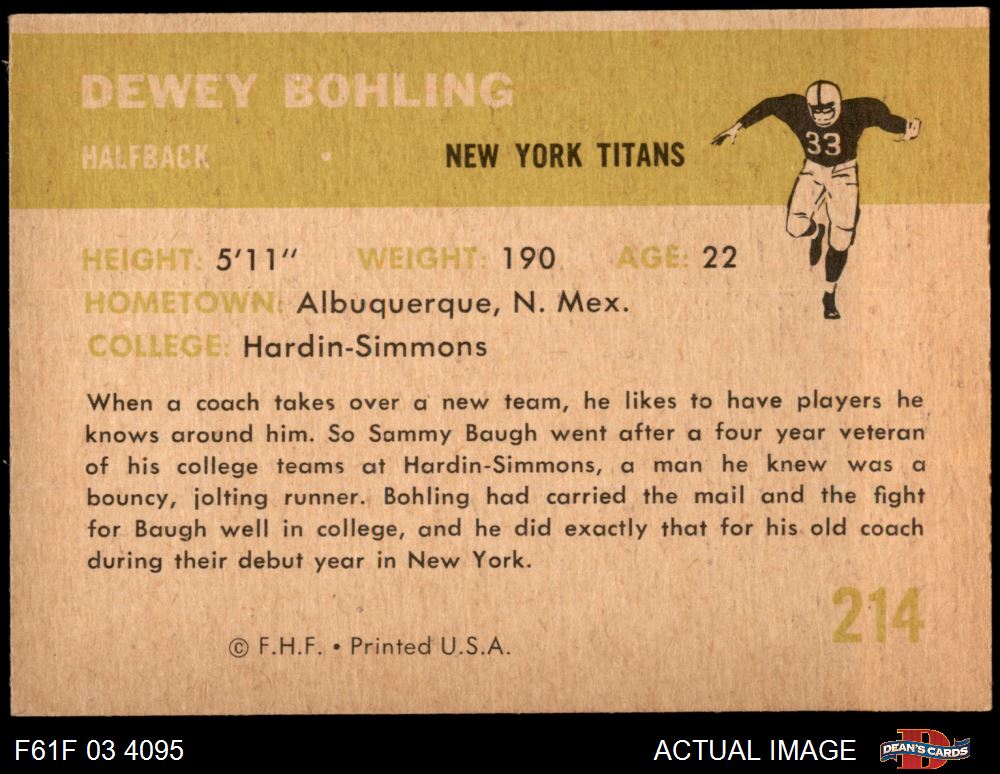 DEWEY BOHLING
HALFBACK • NEW YORK TITANS
33
HEIGHT: 5'11" WEIGHT: 190 AGE: 22
HOMETOWN: Albuquerque, N. Mex.
COLLEGE: Hardin-Simmons
When a coach takes over a new team, he likes to have players he
knows around him. So Sammy Baugh went after a four year veteran
of his college teams at Hardin-Simmons, a man he knew was a
bouncy, jolting runner. Bohling had carried the mail and the fight
for Baugh well in college, and he did exactly that for his old coach
during their debut year in New York.
214
© F.H.F. • Printed U.S.A.
F61F 03 4095 ACTUAL IMAGE DEAN'S CARDS